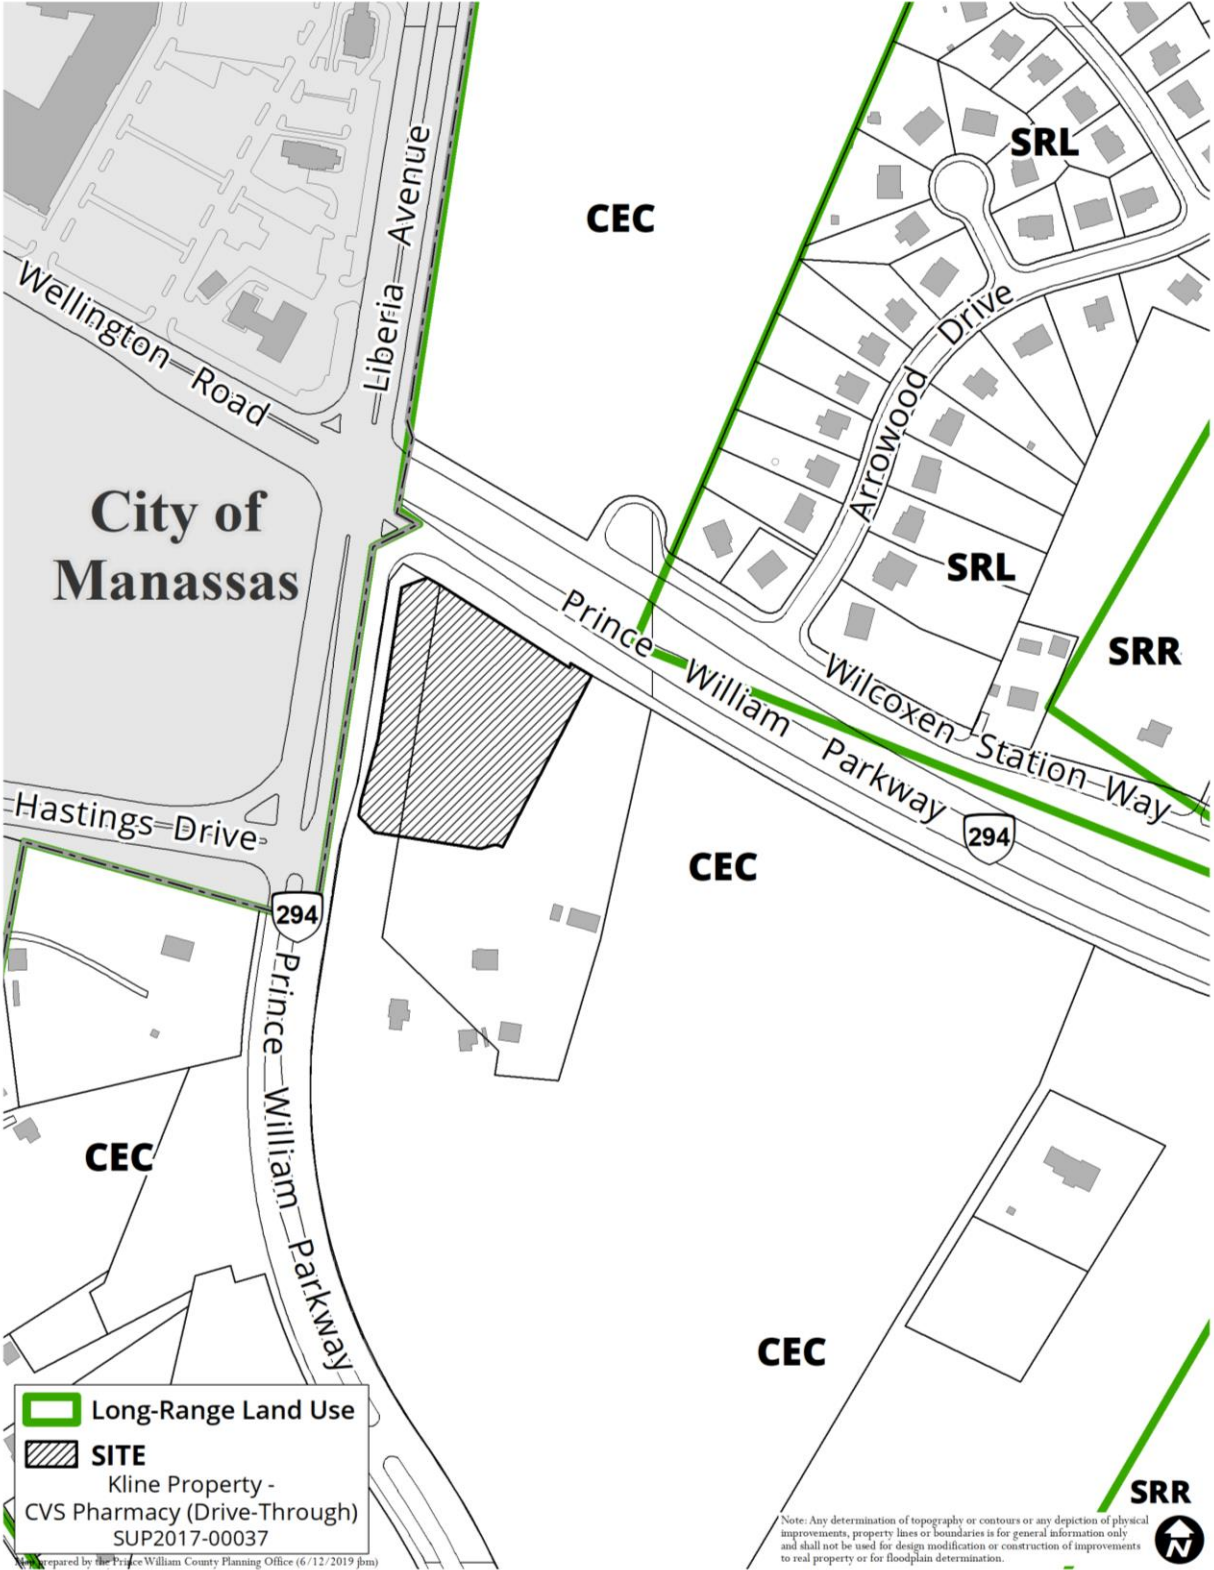 SRL
CEC
Liberia Avenue
Wellington Road
Arrowood Drive
City of
Manassas
SRL
SRR
Prince William Parkway
Wilcoxen Station Way
294
Hastings Drive
CEC
294
Prince William Parkway
CEC
CEC
Long-Range Land Use
SITE
Kline Property -
CVS Pharmacy (Drive-Through)
SUP2017-00037
Map prepared by the Prince William County Planning Office (6/12/2019 jbm)
SRR
Note: Any determination of topography or contours or any depiction of physical
improvements, property lines or boundaries is for general information only
and shall not be used for design modification or construction of improvements
to real property or for floodplain determination.
N